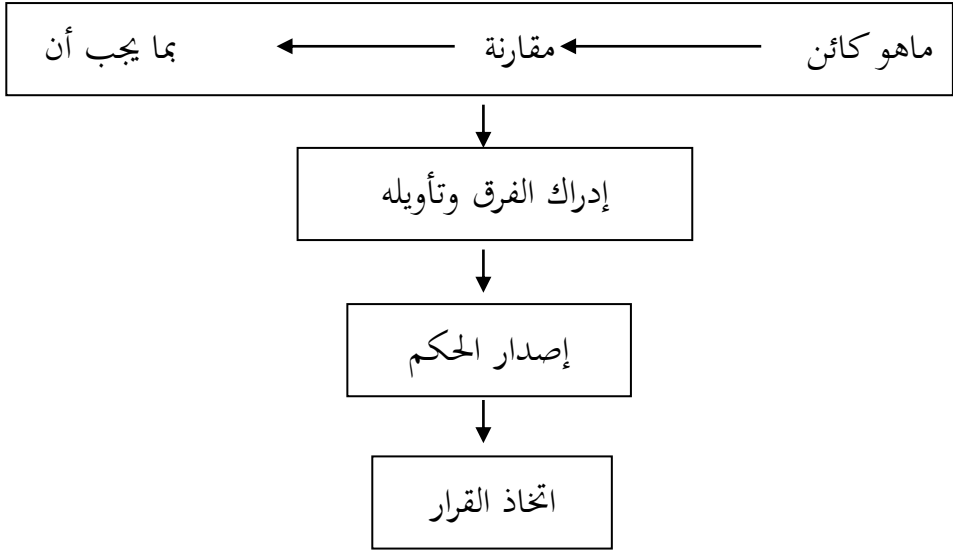 ماهو كائن مقارنة بما يجب أن
إدراك الفرق وتأويله
إصدار الحكم
اتخاذ القرار